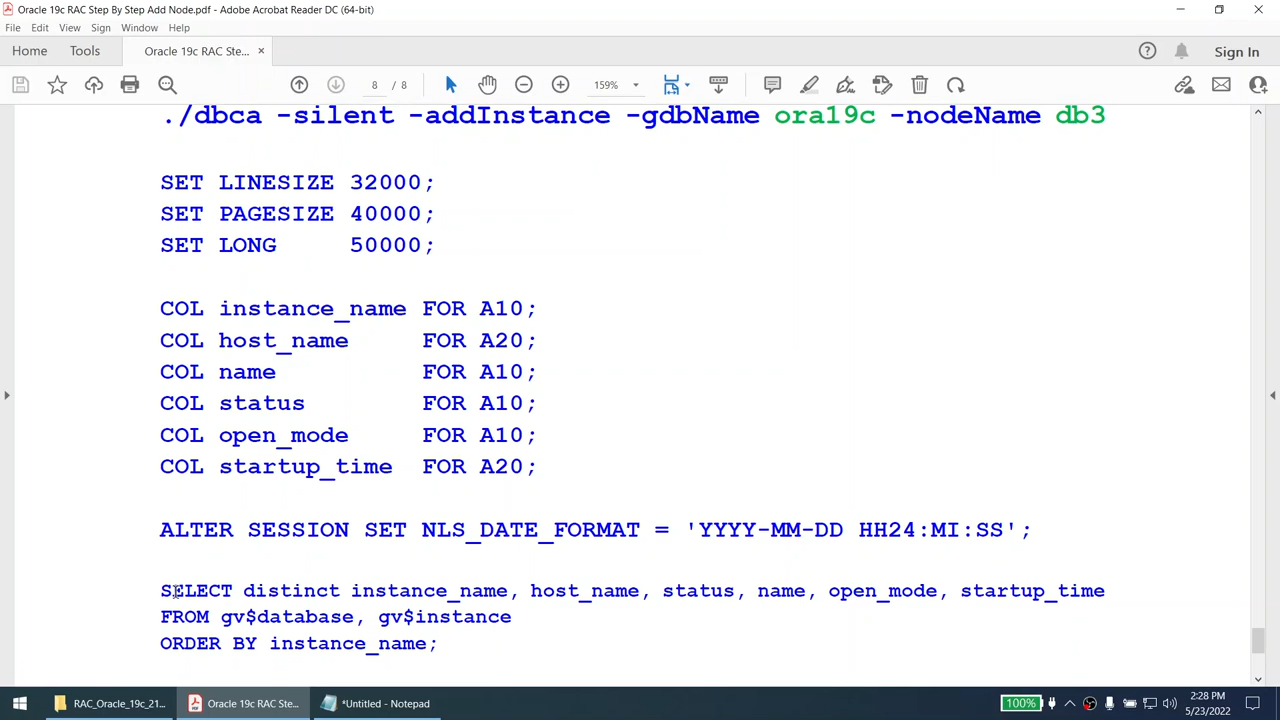 Oracle 19c RAC Step By Step Add Node.pdf - Adobe Acrobat Reader DC (64-bit)
File Edit View Sign Window Help
Home Tools Oracle 19c RAC Ste... × Sign In
8 / 8 159%
./dbca -silent -addInstance -gdbName ora19c -nodeName db3
SET LINESIZE 32000;
SET PAGESIZE 40000;
SET LONG 50000;
COL instance_name FOR A10;
COL host_name FOR A20;
COL name FOR A10;
COL status FOR A10;
COL open_mode FOR A10;
COL startup_time FOR A20;
ALTER SESSION SET NLS_DATE_FORMAT = 'YYYY-MM-DD HH24:MI:SS';
SELECT distinct instance_name, host_name, status, name, open_mode, startup_time
FROM gv$database, gv$instance
ORDER BY instance_name;
RAC_Oracle_19c_21... Oracle 19c RAC Ste... *Untitled - Notepad 100% 2:28 PM
5/23/2022